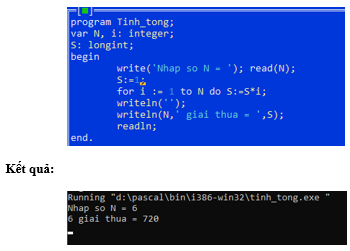 program Tinh_tong;
var N, i: integer;
S: longint;
begin
write('Nhap so N = '); read(N);
S:=1;
for i := 1 to N do S:=S*i;
writeln('');
writeln(N,' giai thua = ',S);
readln;
end.
Kết quả:
Running "d:\pascal\bin\i386-win32\tinh_tong.exe "
Nhap so N = 6
6 giai thua = 720